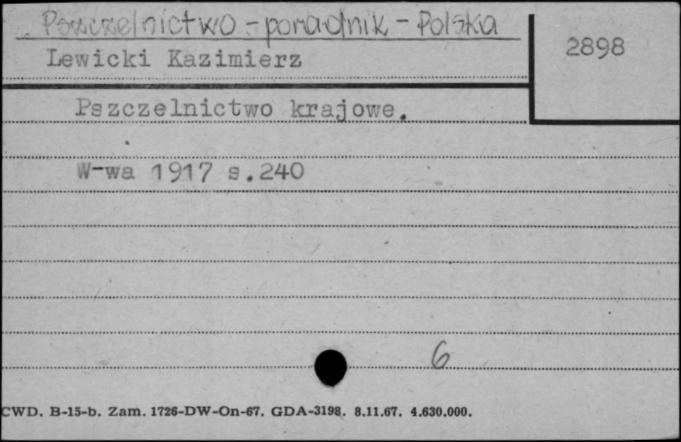 Pszczelnictwo - poradnik - Polska
Lewicki Kazimierz
2898
Pszczelnictwo krajowe.
W-wa 1917 s.240
6
CWD. B-15-b. Zam. 1726-DW-On-67. GDA-3198. 8.11.67. 4.630.000.